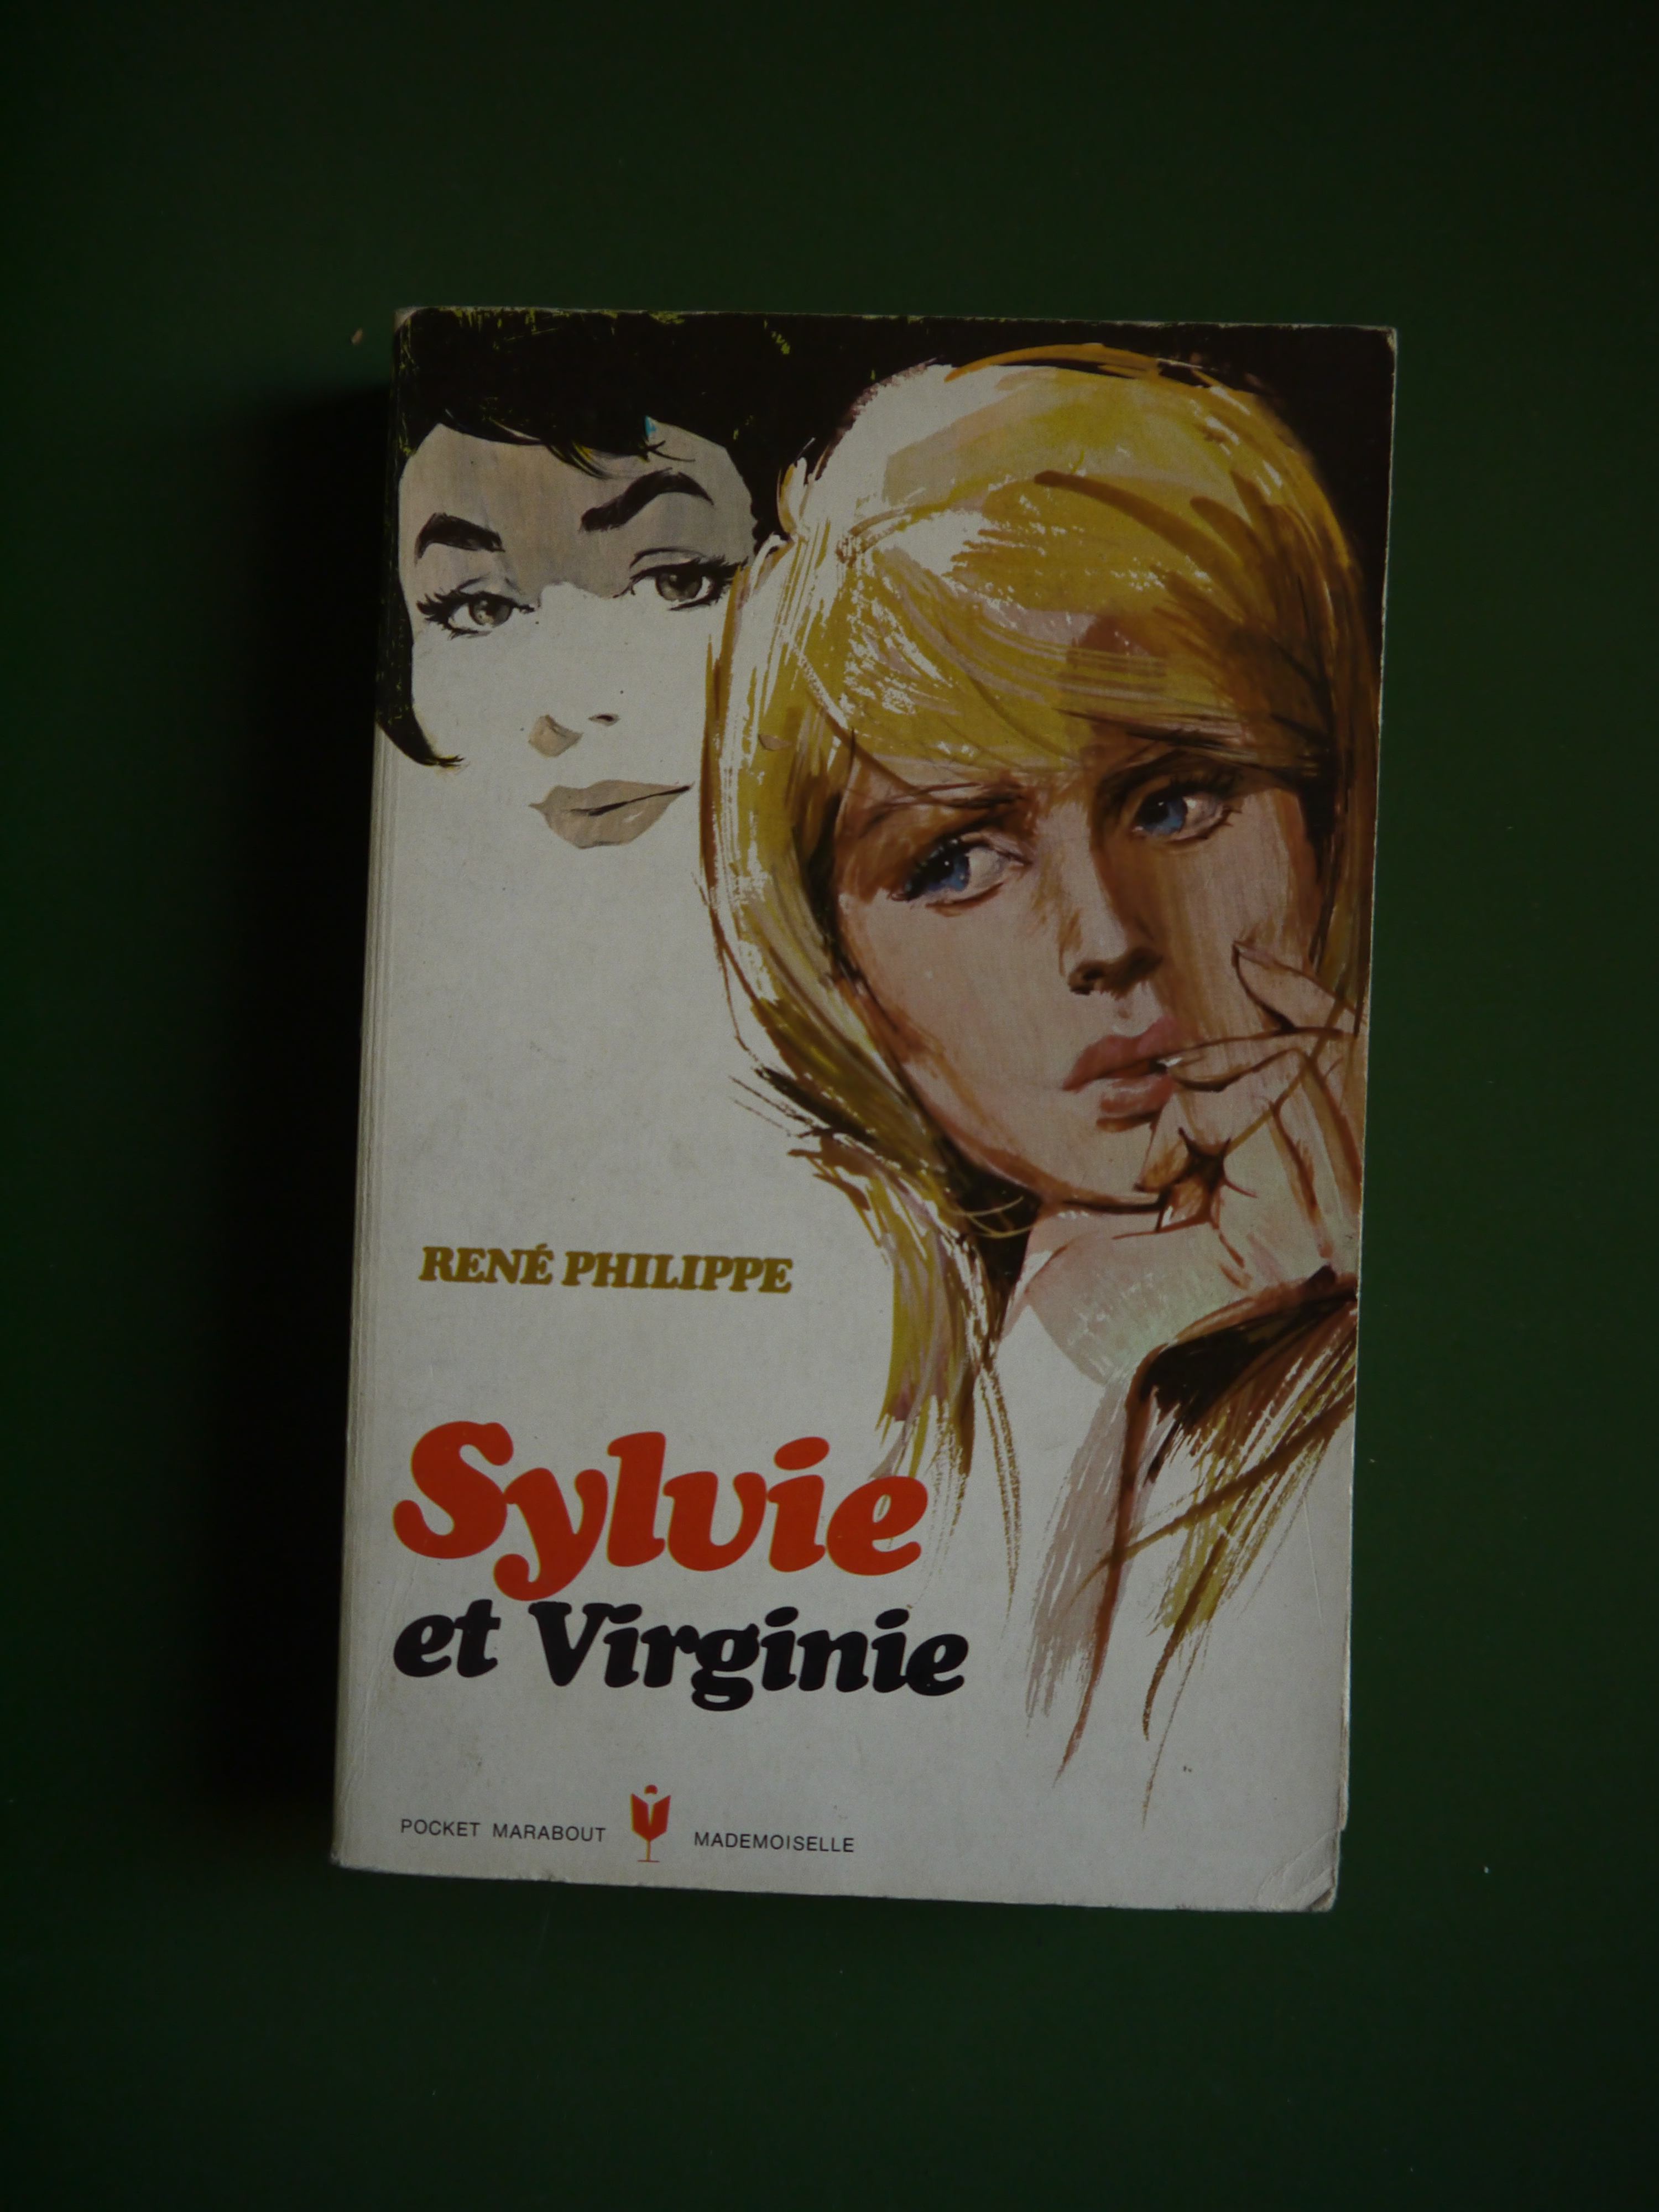 RENÉ PHILIPPE
Sylvie
et Virginie
POCKET MARABOUT MADEMOISELLE